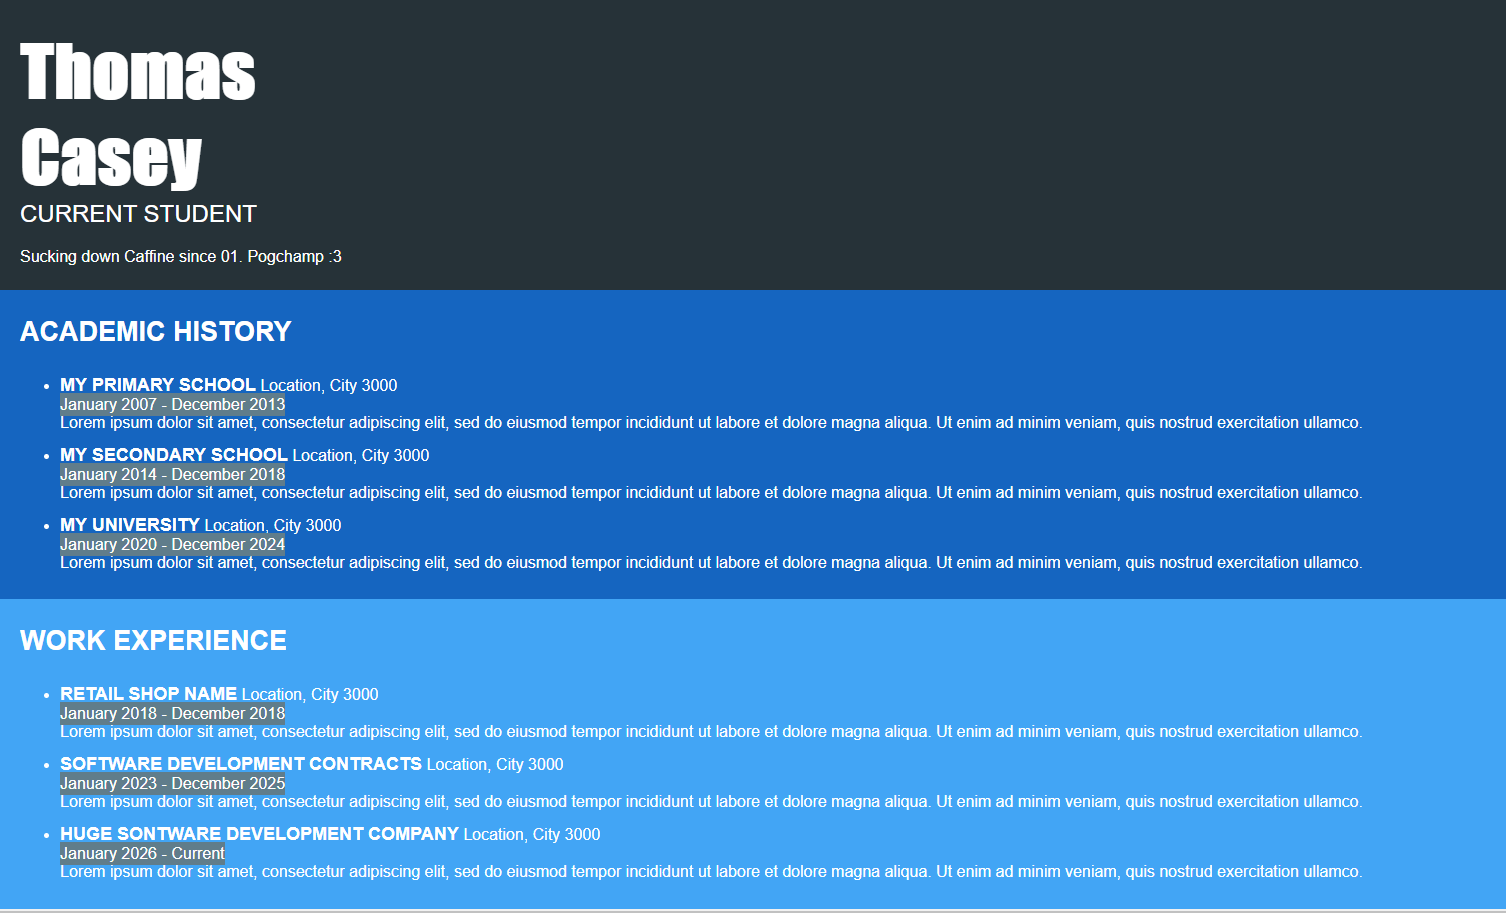 Thomas
Casey
CURRENT STUDENT
Sucking down Caffine since 01. Pogchamp :3
ACADEMIC HISTORY
• MY PRIMARY SCHOOL Location, City 3000
January 2007 - December 2013
Lorem ipsum dolor sit amet, consectetur adipiscing elit, sed do eiusmod tempor incididunt ut labore et dolore magna aliqua. Ut enim ad minim veniam, quis nostrud exercitation ullamco.
• MY SECONDARY SCHOOL Location, City 3000
January 2014 - December 2018
Lorem ipsum dolor sit amet, consectetur adipiscing elit, sed do eiusmod tempor incididunt ut labore et dolore magna aliqua. Ut enim ad minim veniam, quis nostrud exercitation ullamco.
• MY UNIVERSITY Location, City 3000
January 2020 - December 2024
Lorem ipsum dolor sit amet, consectetur adipiscing elit, sed do eiusmod tempor incididunt ut labore et dolore magna aliqua. Ut enim ad minim veniam, quis nostrud exercitation ullamco.
WORK EXPERIENCE
• RETAIL SHOP NAME Location, City 3000
January 2018 - December 2018
Lorem ipsum dolor sit amet, consectetur adipiscing elit, sed do eiusmod tempor incididunt ut labore et dolore magna aliqua. Ut enim ad minim veniam, quis nostrud exercitation ullamco.
• SOFTWARE DEVELOPMENT CONTRACTS Location, City 3000
January 2023 - December 2025
Lorem ipsum dolor sit amet, consectetur adipiscing elit, sed do eiusmod tempor incididunt ut labore et dolore magna aliqua. Ut enim ad minim veniam, quis nostrud exercitation ullamco.
• HUGE SONTWARE DEVELOPMENT COMPANY Location, City 3000
January 2026 - Current
Lorem ipsum dolor sit amet, consectetur adipiscing elit, sed do eiusmod tempor incididunt ut labore et dolore magna aliqua. Ut enim ad minim veniam, quis nostrud exercitation ullamco.